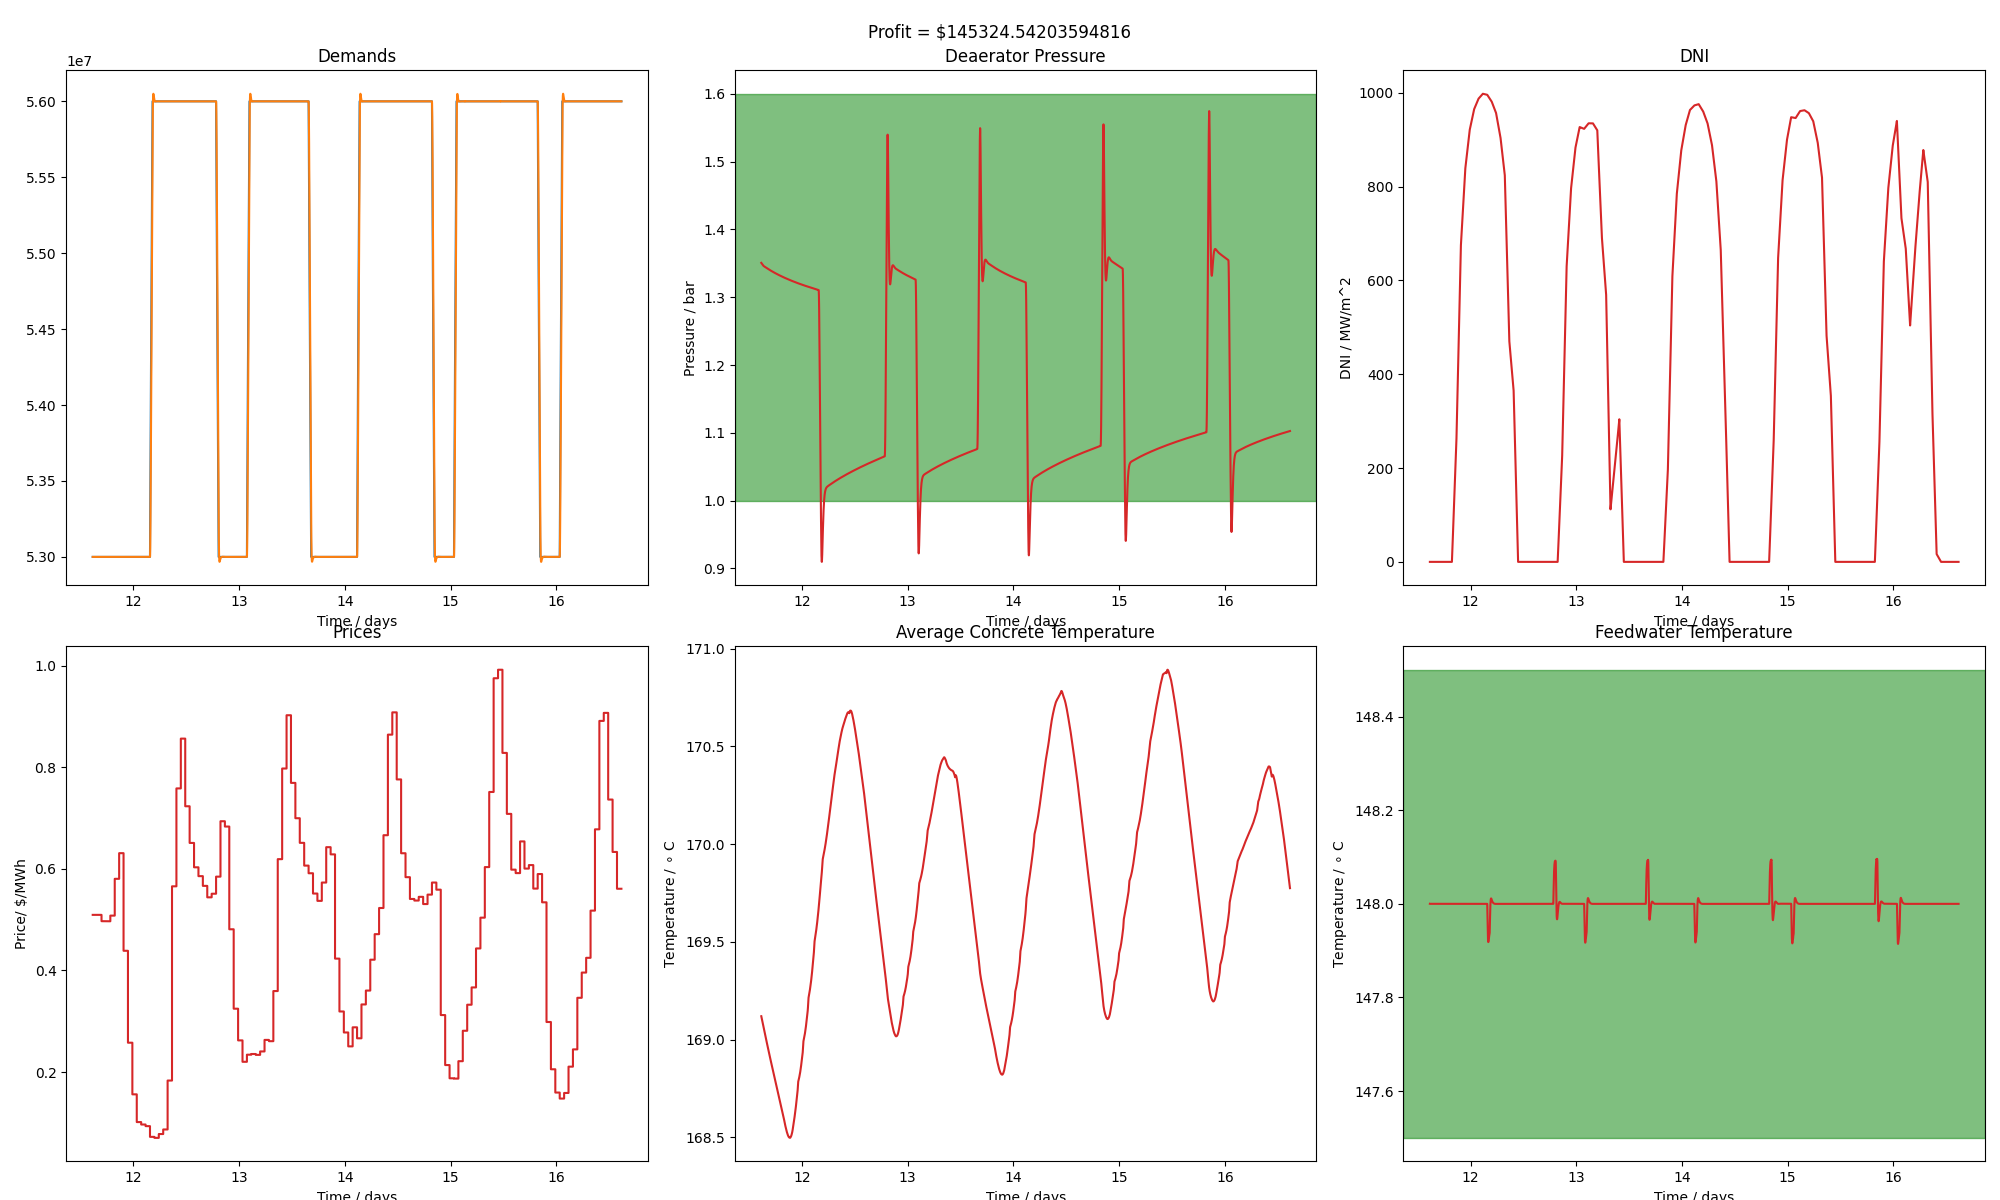 Profit = $145324.54203594816
Demands
1e7
5.60
5.55
5.50
5.45
5.40
5.35
5.30
12 13 14 15 16
Time / days
Deaerator Pressure
Pressure / bar
1.6
1.5
1.4
1.3
1.2
1.1
1.0
0.9
12 13 14 15 16
Time / days
DNI
DNI / MW/m^2
1000
800
600
400
200
0
12 13 14 15 16
Time / days
Prices
Price/ $/MWh
1.0
0.8
0.6
0.4
0.2
12 13 14 15 16
Time / days
Average Concrete Temperature
Temperature / ∘ C
171.0
170.5
170.0
169.5
169.0
168.5
12 13 14 15 16
Time / days
Feedwater Temperature
Temperature / ∘ C
148.4
148.2
148.0
147.8
147.6
12 13 14 15 16
Time / days